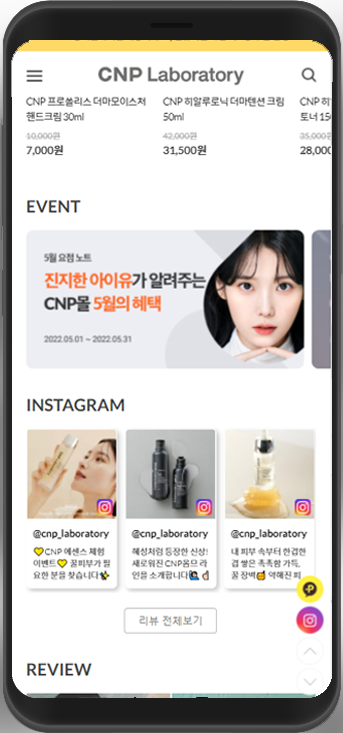 CNP Laboratory
CNP 프로폴리스 더마모이스처
핸드크림 30ml
10,000원
7,000원
CNP 히알루로닉 더마텐션 크림
50ml
42,000원
31,500원
CNP 히
토너 15
35,000원
28,000
EVENT
5월 요점 노트
진지한 아이유가 알려주는
CNP몰 5월의 혜택
2022.05.01 ~ 2022.05.31
INSTAGRAM
@cnp_laboratory
💛CNP 에센스 체험
이벤트💛 꿀피부가 필
요한 분을 찾습니다
@cnp_laboratory
혜성처럼 등장한 신상!
새로워진 CNP옴므 라
인을 소개합니다
@cnp_laboratory
내 피부 속부터 한겹한
겹 쌓은 촉촉함 가득,
꿀 장벽🍯 약해진 피
리뷰 전체보기
REVIEW